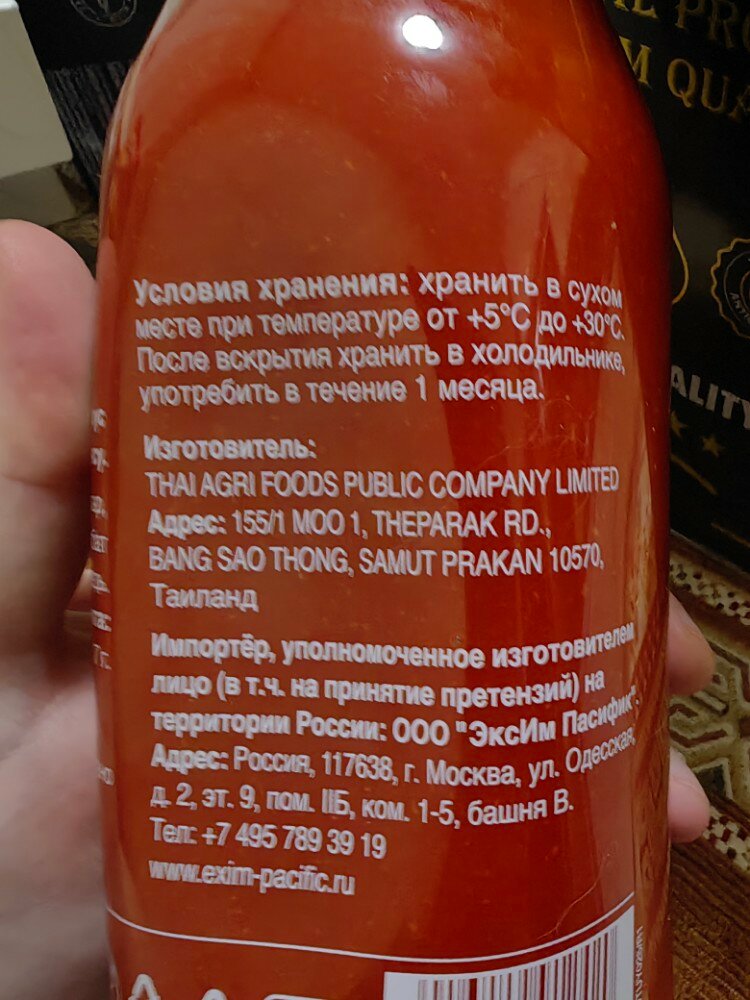 Условия хранения: хранить в сухом
месте при температуре от +5°C до +30°C.
После вскрытия хранить в холодильнике,
употребить в течение 1 месяца.
Изготовитель:
THAI AGRI FOODS PUBLIC COMPANY LIMITED
Адрес: 155/1 MOO 1, THEPARAK RD.,
BANG SAO THONG, SAMUT PRAKAN 10570,
Таиланд
Импортёр, уполномоченное изготовителем
лицо (в т.ч. на принятие претензий) на
территории России: ООО "ЭксИм Пасифик".
Адрес: Россия, 117638, г. Москва, ул. Одесская,
д. 2, эт. 9, пом. IIБ, ком. 1-5, башня В.
Тел: +7 495 789 39 19
www.exim-pacific.ru